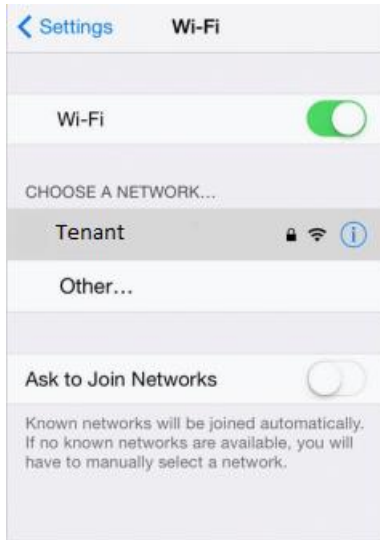 Settings Wi-Fi
Wi-Fi
CHOOSE A NETWORK...
Tenant
Other...
Ask to Join Networks
Known networks will be joined automatically.
If no known networks are available, you will
have to manually select a network.